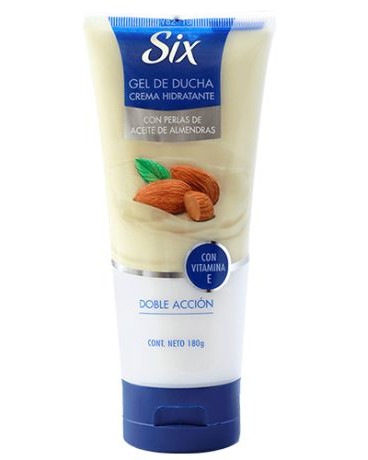 Six
GEL DE DUCHA
CREMA HIDRATANTE
CON PERLAS DE
ACEITE DE ALMENDRAS
CON
VITAMINA
E
DOBLE ACCIÓN
CONT. NETO 180g